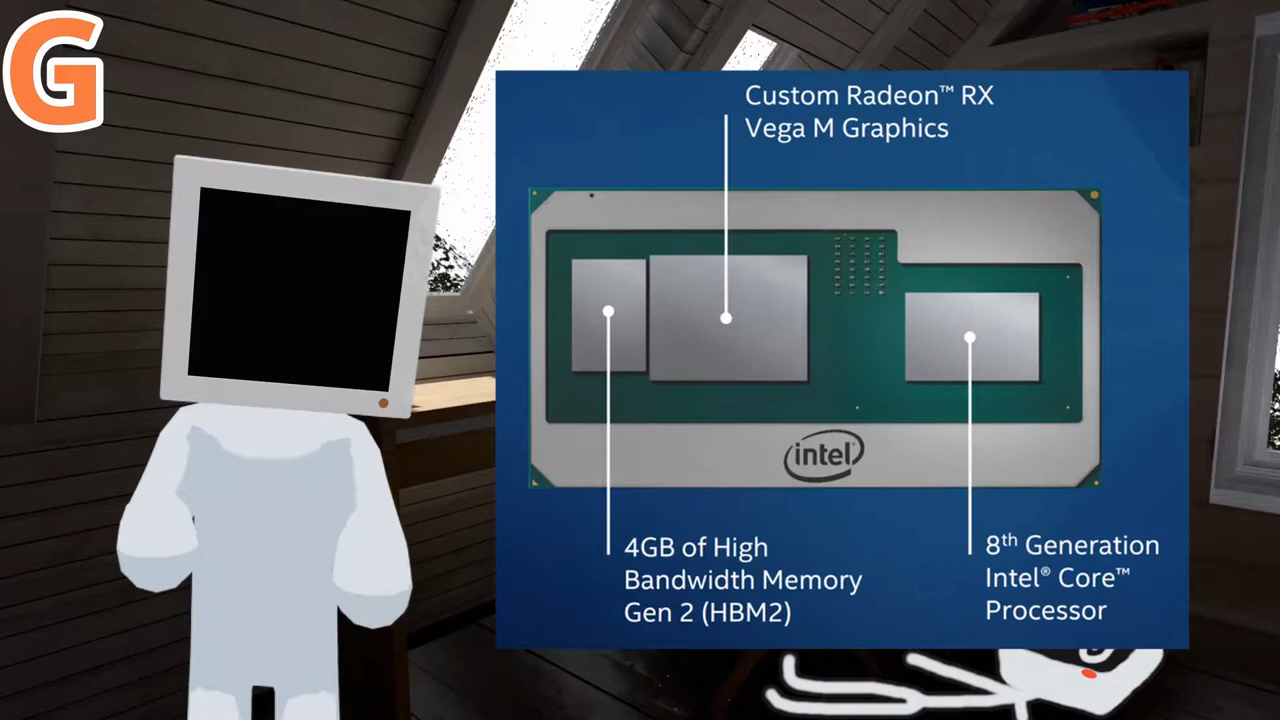 G
Custom Radeon™ RX
Vega M Graphics
intel
4GB of High
Bandwidth Memory
Gen 2 (HBM2)
8th Generation
Intel® Core™
Processor